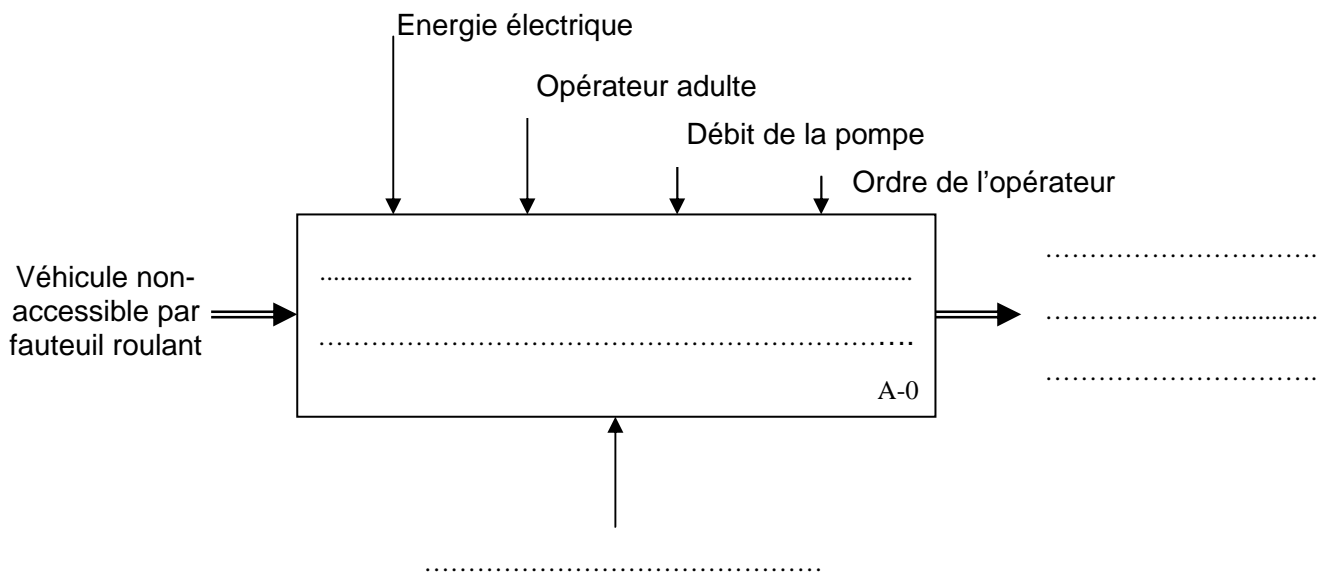 Energie électrique
Opérateur adulte
Débit de la pompe
Ordre de l’opérateur
Véhicule non-
accessible par
fauteuil roulant
................................................................................
………………………………………………………………….
A-0
………………………….
…………………............
………………………….
………………………………………